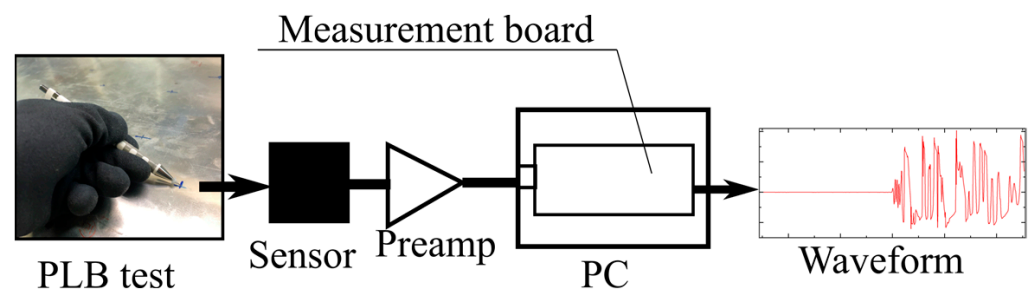 Measurement board
PLB test
Sensor
Preamp
PC
Waveform